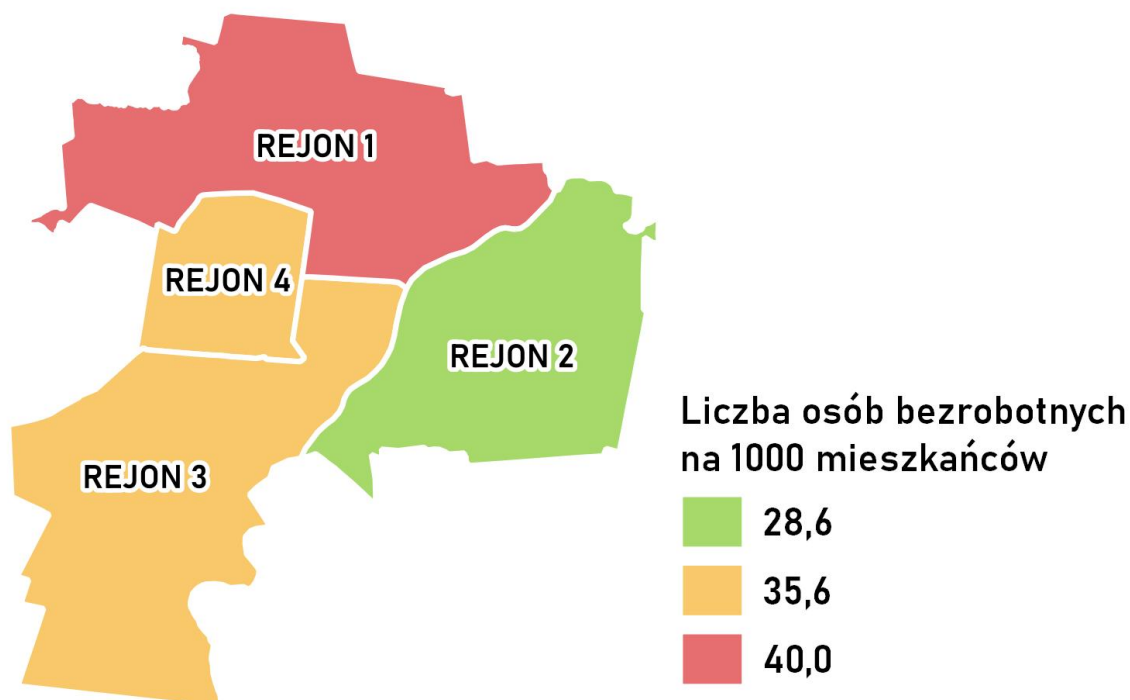 REJON 1
REJON 4
REJON 2
REJON 3
Liczba osób bezrobotnych
na 1000 mieszkańców
28,6
35,6
40,0